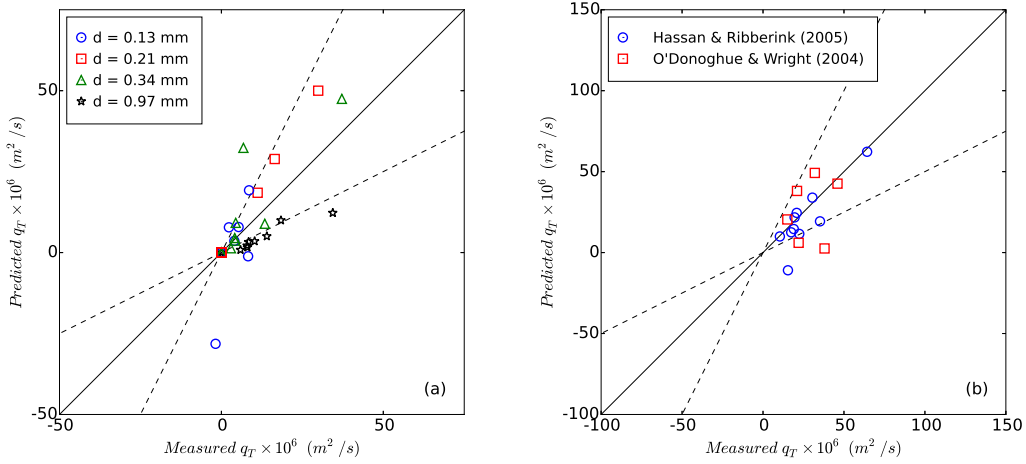 d = 0.13 mm
d = 0.21 mm
d = 0.34 mm
d = 0.97 mm
50
0
-50
0
50
(a)
Predicted q_T × 10^6 (m^2 /s)
Measured q_T × 10^6 (m^2 /s)
Hassan & Ribberink (2005)
O'Donoghue & Wright (2004)
150
100
50
0
-50
-100
-100
-50
0
50
100
150
(b)
Predicted q_T × 10^6 (m^2 /s)
Measured q_T × 10^6 (m^2 /s)